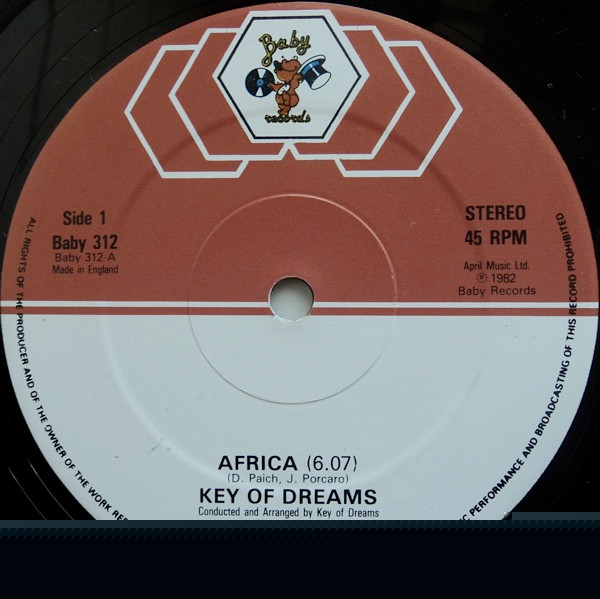 Baby
records
Side 1
Baby 312
Baby 312-A
Made in England
STEREO
45 RPM
April Music Ltd.
℗ 1982
Baby Records
AFRICA (6.07)
(D. Paich, J. Porcaro)
KEY OF DREAMS
Conducted and Arranged by Key of Dreams
ALL RIGHTS OF THE PRODUCER AND OF THE OWNER OF THE WORK
PERFORMANCE AND BROADCASTING OF THIS RECORD PROHIBITED